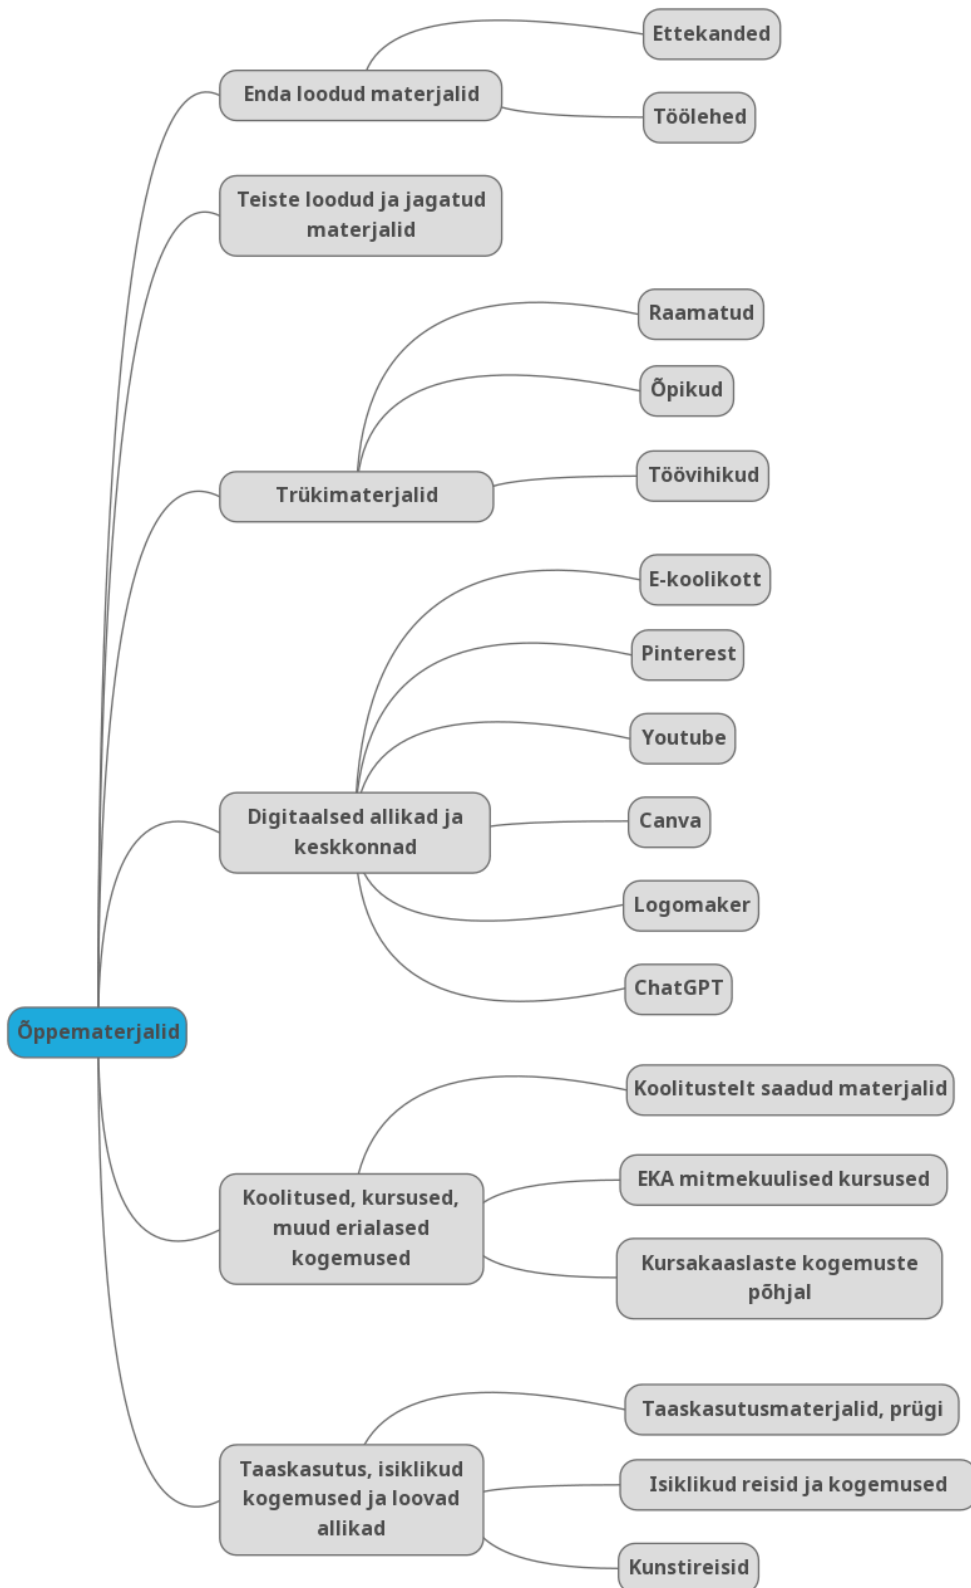 Õppematerjalid
Enda loodud materjalid
Ettekanded
Töölehed
Teiste loodud ja jagatud
materjalid
Trükimaterjalid
Raamatud
Õpikud
Töövihikud
Digitaalsed allikad ja
keskkonnad
E-koolikott
Pinterest
Youtube
Canva
Logomaker
ChatGPT
Koolitused, kursused,
muud erialased
kogemused
Koolitustelt saadud materjalid
EKA mitmekuulised kursused
Kursakaaslaste kogemuste
põhjal
Taaskasutus, isiklikud
kogemused ja loovad
allikad
Taaskasutusmaterjalid, prügi
Isiklikud reisid ja kogemused
Kunstireisid